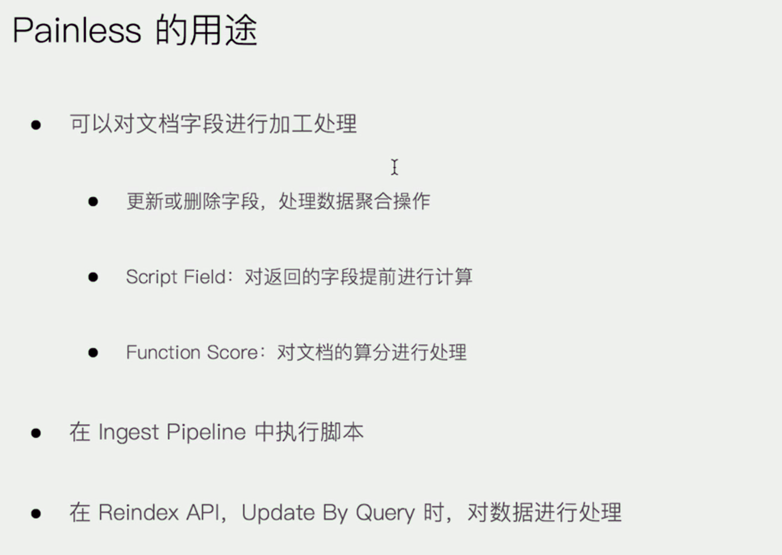 Painless 的用途
● 可以对文档字段进行加工处理
● 更新或删除字段，处理数据聚合操作
● Script Field：对返回的字段提前进行计算
● Function Score：对文档的算分进行处理
● 在 Ingest Pipeline 中执行脚本
● 在 Reindex API，Update By Query 时，对数据进行处理